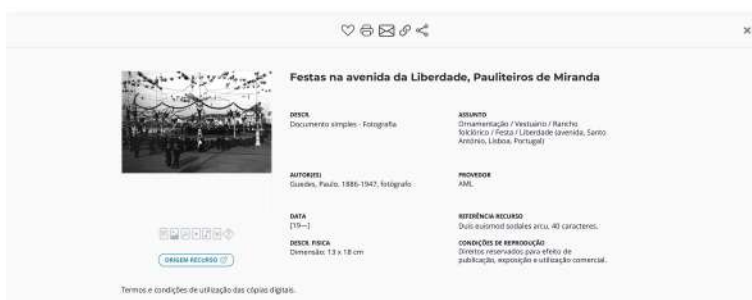 Festas na avenida da Liberdade, Pauliteiros de Miranda
DESCR.
Documento simples - Fotografia
ASSUNTO
Ornamentação / Vestuário / Rancho
folclórico / Festa / Liberdade (avenida, Santo
António, Lisboa, Portugal)
AUTOR(ES)
Guedes, Paulo, 1886-1947, fotógrafo
PROVEDOR
AML
DATA
[19--]
REFERÊNCIA RECURSO
Duis euismod sodales arcu, 40 caracteres.
DESCR. FISICA
Dimensão: 13 x 18 cm
CONDIÇÕES DE REPRODUÇÃO
Direitos reservados para efeito de
publicação, exposição e utilização comercial.
ORIGEM RECURSO
Termos e condições de utilização das cópias digitais.